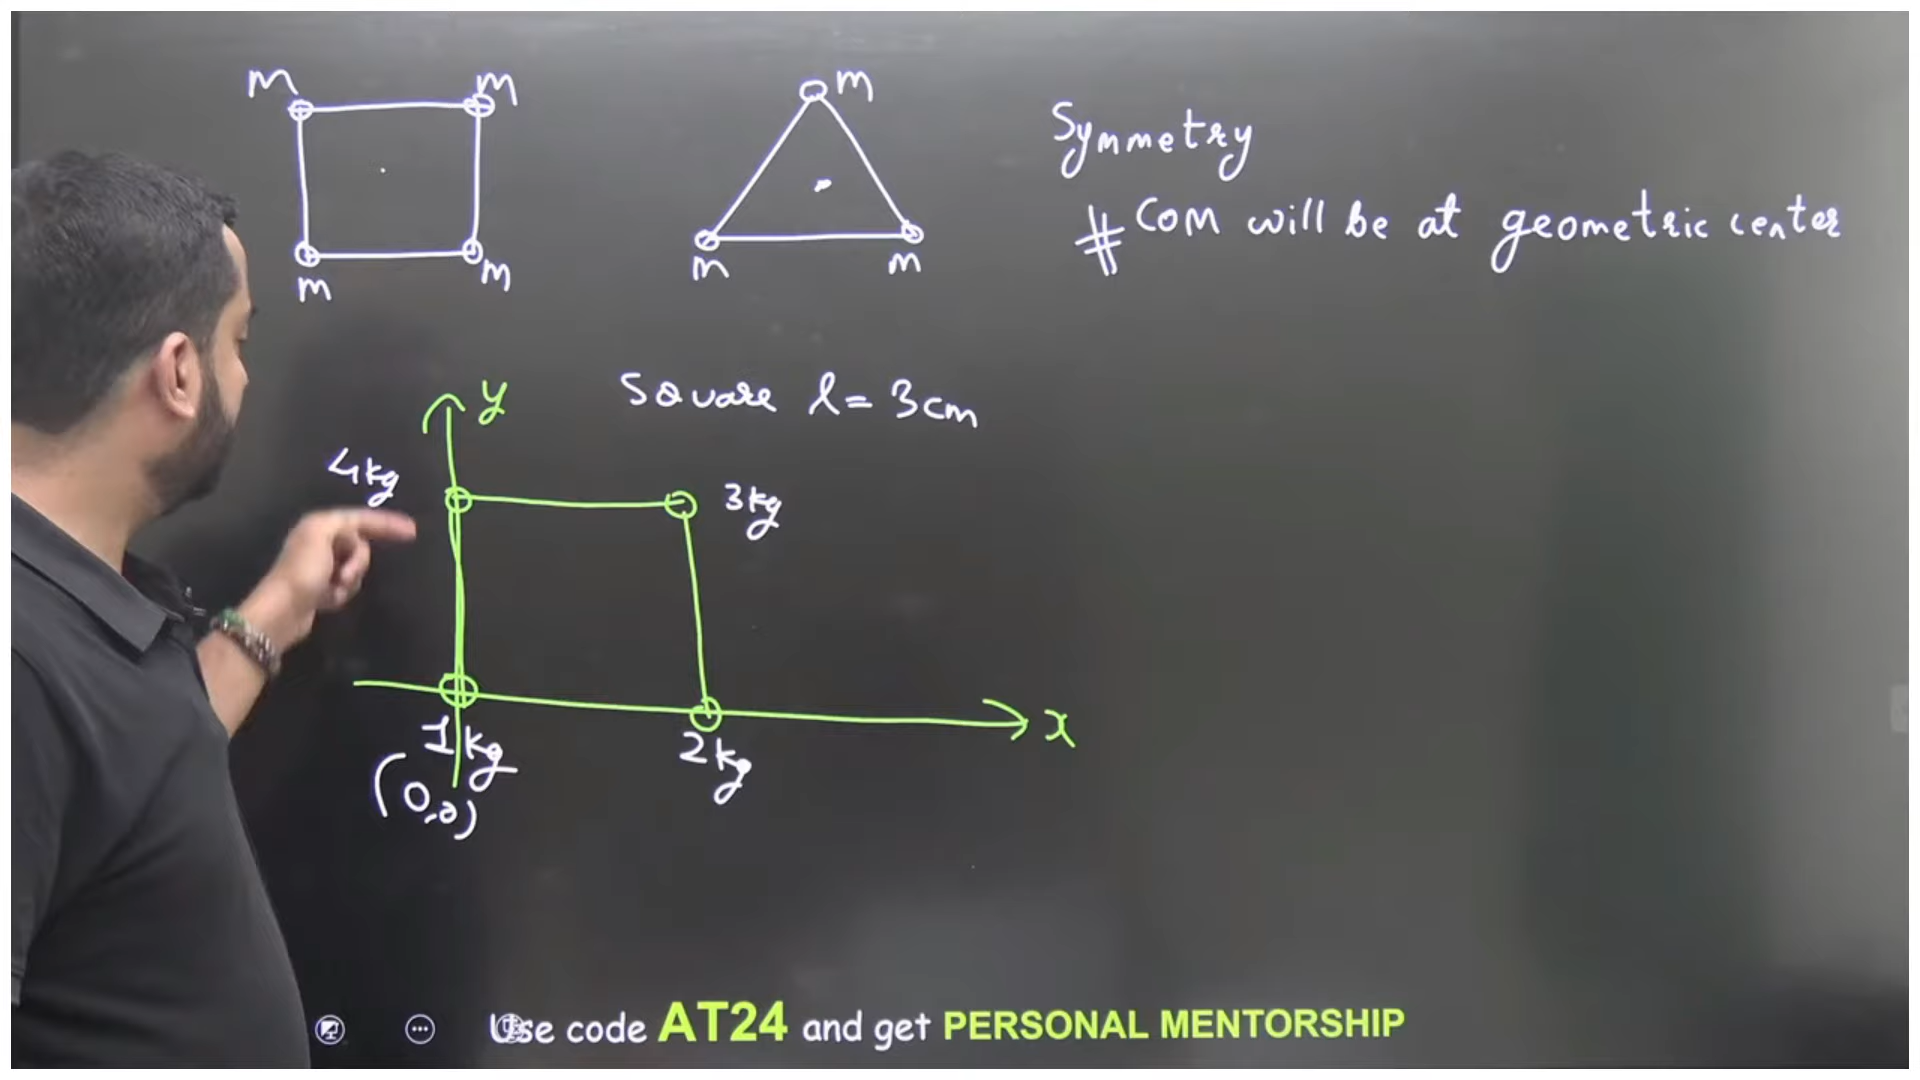 m m
m m
m
m m
Symmetry
# COM will be at geometric center
Square l = 3cm
y
4kg
3kg
1kg
2kg
x
(0,0)
Use code AT24 and get PERSONAL MENTORSHIP